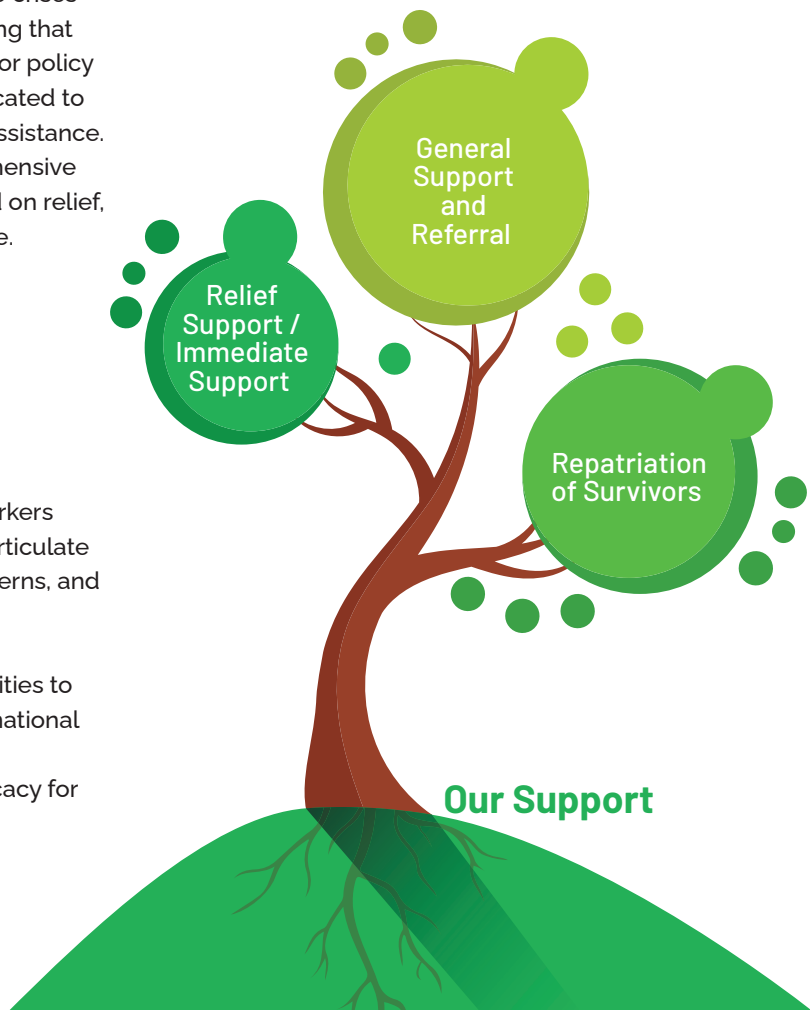 ng that
or policy
cated to
ssistance.
nensive
on relief,
e.
rkers
rticulate
erns, and
ities to
national
cacy for
General
Support
and
Referral
Relief
Support /
Immediate
Support
Repatriation
of Survivors
Our Support